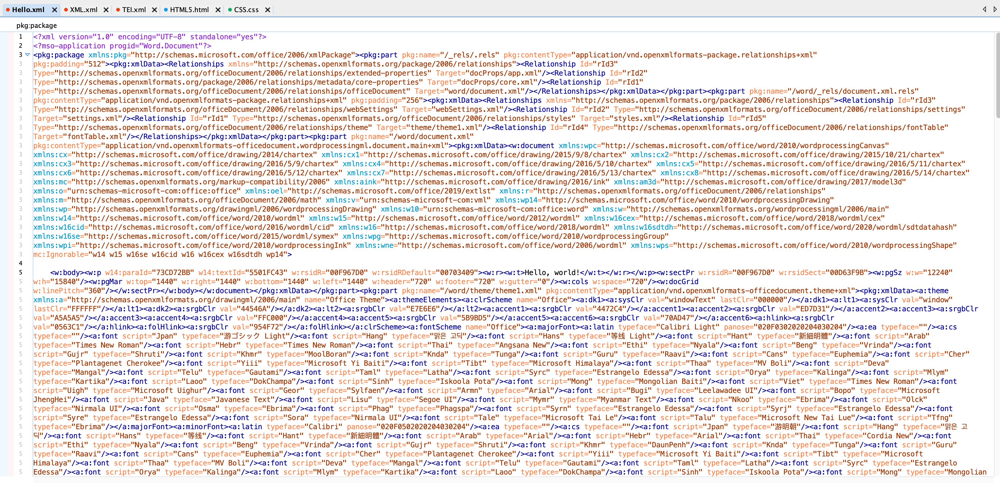 Hello.xml XML.xml TEI.xml HTML5.html CSS.css
pkg:package
1 <?xml version="1.0" encoding="UTF-8" standalone="yes"?>
2 <?mso-application progid="Word.Document"?>
3 <pkg:package xmlns:pkg="http://schemas.microsoft.com/office/2006/xmlPackage"><pkg:part pkg:name="/_rels/.rels" pkg:contentType="application/vnd.openxmlformats-package.relationships+xml"
3 pkg:padding="512"><pkg:xmlData><Relationships xmlns="http://schemas.openxmlformats.org/package/2006/relationships"><Relationship Id="rId3"
3 Type="http://schemas.openxmlformats.org/officeDocument/2006/relationships/extended-properties" Target="docProps/app.xml"/><Relationship Id="rId2"
3 Type="http://schemas.openxmlformats.org/package/2006/relationships/metadata/core-properties" Target="docProps/core.xml"/><Relationship Id="rId1"
3 Type="http://schemas.openxmlformats.org/officeDocument/2006/relationships/officeDocument" Target="word/document.xml"/></Relationships></pkg:xmlData></pkg:part><pkg:part pkg:name="/word/_rels/document.xml.rels"
3 pkg:contentType="application/vnd.openxmlformats-package.relationships+xml" pkg:padding="256"><pkg:xmlData><Relationships xmlns="http://schemas.openxmlformats.org/package/2006/relationships"><Relationship Id="rId3"
3 Type="http://schemas.openxmlformats.org/officeDocument/2006/relationships/webSettings" Target="webSettings.xml"/><Relationship Id="rId2" Type="http://schemas.openxmlformats.org/officeDocument/2006/relationships/settings"
3 Target="settings.xml"/><Relationship Id="rId1" Type="http://schemas.openxmlformats.org/officeDocument/2006/relationships/styles" Target="styles.xml"/><Relationship Id="rId5"
3 Type="http://schemas.openxmlformats.org/officeDocument/2006/relationships/theme" Target="theme/theme1.xml"/><Relationship Id="rId4" Type="http://schemas.openxmlformats.org/officeDocument/2006/relationships/fontTable"
3 Target="fontTable.xml"/></Relationships></pkg:xmlData></pkg:part><pkg:part pkg:name="/word/document.xml"
3 pkg:contentType="application/vnd.openxmlformats-officedocument.wordprocessingml.document.main+xml"><pkg:xmlData><w:document xmlns:wpc="http://schemas.microsoft.com/office/word/2010/wordprocessingCanvas"
3 xmlns:cx="http://schemas.microsoft.com/office/drawing/2014/chartex" xmlns:cx1="http://schemas.microsoft.com/office/drawing/2015/9/8/chartex" xmlns:cx2="http://schemas.microsoft.com/office/drawing/2015/10/21/chartex"
3 xmlns:cx3="http://schemas.microsoft.com/office/drawing/2016/5/9/chartex" xmlns:cx4="http://schemas.microsoft.com/office/drawing/2016/5/10/chartex" xmlns:cx5="http://schemas.microsoft.com/office/drawing/2016/5/11/chartex"
3 xmlns:cx6="http://schemas.microsoft.com/office/drawing/2016/5/12/chartex" xmlns:cx7="http://schemas.microsoft.com/office/drawing/2016/5/13/chartex" xmlns:cx8="http://schemas.microsoft.com/office/drawing/2016/5/14/chartex"
3 xmlns:mc="http://schemas.openxmlformats.org/markup-compatibility/2006" xmlns:aink="http://schemas.microsoft.com/office/drawing/2016/ink" xmlns:am3d="http://schemas.microsoft.com/office/drawing/2017/model3d"
3 xmlns:o="urn:schemas-microsoft-com:office:office" xmlns:oel="http://schemas.microsoft.com/office/2019/extlst" xmlns:r="http://schemas.openxmlformats.org/officeDocument/2006/relationships"
3 xmlns:m="http://schemas.openxmlformats.org/officeDocument/2006/math" xmlns:v="urn:schemas-microsoft-com:vml" xmlns:wp14="http://schemas.microsoft.com/office/word/2010/wordprocessingDrawing"
3 xmlns:wp="http://schemas.openxmlformats.org/drawingml/2006/wordprocessingDrawing" xmlns:w10="urn:schemas-microsoft-com:office:word" xmlns:w="http://schemas.openxmlformats.org/wordprocessingml/2006/main"
3 xmlns:w14="http://schemas.microsoft.com/office/word/2010/wordml" xmlns:w15="http://schemas.microsoft.com/office/word/2012/wordml" xmlns:w16cex="http://schemas.microsoft.com/office/word/2018/wordml/cex"
3 xmlns:w16cid="http://schemas.microsoft.com/office/word/2016/wordml/cid" xmlns:w16="http://schemas.microsoft.com/office/word/2018/wordml" xmlns:w16sdtdh="http://schemas.microsoft.com/office/word/2020/wordml/sdtdatahash"
3 xmlns:w16se="http://schemas.microsoft.com/office/word/2015/wordml/symex" xmlns:wpg="http://schemas.microsoft.com/office/word/2010/wordprocessingGroup"
3 xmlns:wpi="http://schemas.microsoft.com/office/word/2010/wordprocessingInk" xmlns:wne="http://schemas.microsoft.com/office/word/2006/wordml" xmlns:wps="http://schemas.microsoft.com/office/word/2010/wordprocessingShape"
3 mc:Ignorable="w14 w15 w16se w16cid w16 w16cex w16sdtdh wp14">
4
5 <w:body><w:p w14:paraId="73CD72BB" w14:textId="5501FC43" w:rsidR="00F967D0" w:rsidRDefault="00703409"><w:r><w:t>Hello, world!</w:t></w:r></w:p><w:sectPr w:rsidR="00F967D0" w:rsidSect="00D63F9B"><w:pgSz w:w="12240"
5 w:h="15840"/><w:pgMar w:top="1440" w:right="1440" w:bottom="1440" w:left="1440" w:header="720" w:footer="720" w:gutter="0"/><w:cols w:space="720"/><w:docGrid
5 w:linePitch="360"/></w:sectPr></w:body></w:document></pkg:xmlData></pkg:part><pkg:part pkg:name="/word/theme/theme1.xml" pkg:contentType="application/vnd.openxmlformats-officedocument.theme+xml"><pkg:xmlData><a:theme
5 xmlns:a="http://schemas.openxmlformats.org/drawingml/2006/main" name="Office Theme"><a:themeElements><a:clrScheme name="Office"><a:dk1><a:sysClr val="windowText" lastClr="000000"/></a:dk1><a:lt1><a:sysClr val="window"
5 lastClr="FFFFFF"/></a:lt1><a:dk2><a:srgbClr val="44546A"/></a:dk2><a:lt2><a:srgbClr val="E7E6E6"/></a:lt2><a:accent1><a:srgbClr val="4472C4"/></a:accent1><a:accent2><a:srgbClr val="ED7D31"/></a:accent2><a:accent3><a:srgbClr
5 val="A5A5A5"/></a:accent3><a:accent4><a:srgbClr val="FFC000"/></a:accent4><a:accent5><a:srgbClr val="5B9BD5"/></a:accent5><a:accent6><a:srgbClr val="70AD47"/></a:accent6><a:hlink><a:srgbClr
5 val="0563C1"/></a:hlink><a:folHlink><a:srgbClr val="954F72"/></a:folHlink></a:clrScheme><a:fontScheme name="Office"><a:majorFont><a:latin typeface="Calibri Light" panose="020F0302020204030204"/><a:ea typeface=""/><a:cs
5 typeface=""/><a:font script="Jpan" typeface="游ゴシック Light"/><a:font script="Hang" typeface="맑은 고딕"/><a:font script="Hans" typeface="等线 Light"/><a:font script="Hant" typeface="新細明體"/><a:font script="Arab"
5 typeface="Times New Roman"/><a:font script="Hebr" typeface="Times New Roman"/><a:font script="Thai" typeface="Angsana New"/><a:font script="Ethi" typeface="Nyala"/><a:font script="Beng" typeface="Vrinda"/><a:font
5 script="Gujr" typeface="Shruti"/><a:font script="Khmr" typeface="MoolBoran"/><a:font script="Knda" typeface="Tunga"/><a:font script="Guru" typeface="Raavi"/><a:font script="Cans" typeface="Euphemia"/><a:font script="Cher"
5 typeface="Plantagenet Cherokee"/><a:font script="Yiii" typeface="Microsoft Yi Baiti"/><a:font script="Tibt" typeface="Microsoft Himalaya"/><a:font script="Thaa" typeface="MV Boli"/><a:font script="Deva"
5 typeface="Mangal"/><a:font script="Telu" typeface="Gautami"/><a:font script="Taml" typeface="Latha"/><a:font script="Syrc" typeface="Estrangelo Edessa"/><a:font script="Orya" typeface="Kalinga"/><a:font script="Mlym"
5 typeface="Kartika"/><a:font script="Laoo" typeface="DokChampa"/><a:font script="Sinh" typeface="Iskoola Pota"/><a:font script="Mong" typeface="Mongolian Baiti"/><a:font script="Viet" typeface="Times New Roman"/><a:font
5 script="Uigh" typeface="Microsoft Uighur"/><a:font script="Geor" typeface="Sylfaen"/><a:font script="Armn" typeface="Arial"/><a:font script="Bugi" typeface="Leelawadee UI"/><a:font script="Bopo" typeface="Microsoft
5 JhengHei"/><a:font script="Java" typeface="Javanese Text"/><a:font script="Lisu" typeface="Segoe UI"/><a:font script="Mymr" typeface="Myanmar Text"/><a:font script="Nkoo" typeface="Ebrima"/><a:font script="Olck"
5 typeface="Nirmala UI"/><a:font script="Osma" typeface="Ebrima"/><a:font script="Phag" typeface="Phagspa"/><a:font script="Syrn" typeface="Estrangelo Edessa"/><a:font script="Syrj" typeface="Estrangelo Edessa"/><a:font
5 script="Syre" typeface="Estrangelo Edessa"/><a:font script="Sora" typeface="Nirmala UI"/><a:font script="Tale" typeface="Microsoft Tai Le"/><a:font script="Talu" typeface="Microsoft New Tai Lue"/><a:font script="Tfng"
5 typeface="Ebrima"/></a:majorFont><a:minorFont><a:latin typeface="Calibri" panose="020F0502020204030204"/><a:ea typeface=""/><a:cs typeface=""/><a:font script="Jpan" typeface="游明朝"/><a:font script="Hang" typeface="맑은 고
5 딕"/><a:font script="Hans" typeface="等线"/><a:font script="Hant" typeface="新細明體"/><a:font script="Arab" typeface="Arial"/><a:font script="Hebr" typeface="Arial"/><a:font script="Thai" typeface="Cordia New"/><a:font
5 script="Ethi" typeface="Nyala"/><a:font script="Beng" typeface="Vrinda"/><a:font script="Gujr" typeface="Shruti"/><a:font script="Khmr" typeface="DaunPenh"/><a:font script="Knda" typeface="Tunga"/><a:font script="Guru"
5 typeface="Raavi"/><a:font script="Cans" typeface="Euphemia"/><a:font script="Cher" typeface="Plantagenet Cherokee"/><a:font script="Yiii" typeface="Microsoft Yi Baiti"/><a:font script="Tibt" typeface="Microsoft
5 Himalaya"/><a:font script="Thaa" typeface="MV Boli"/><a:font script="Deva" typeface="Mangal"/><a:font script="Telu" typeface="Gautami"/><a:font script="Taml" typeface="Latha"/><a:font script="Syrc" typeface="Estrangelo
5 Edessa"/><a:font script="Orya" typeface="Kalinga"/><a:font script="Mlym" typeface="Kartika"/><a:font script="Laoo" typeface="DokChampa"/><a:font script="Sinh" typeface="Iskoola Pota"/><a:font script="Mong" typeface="Mongolian